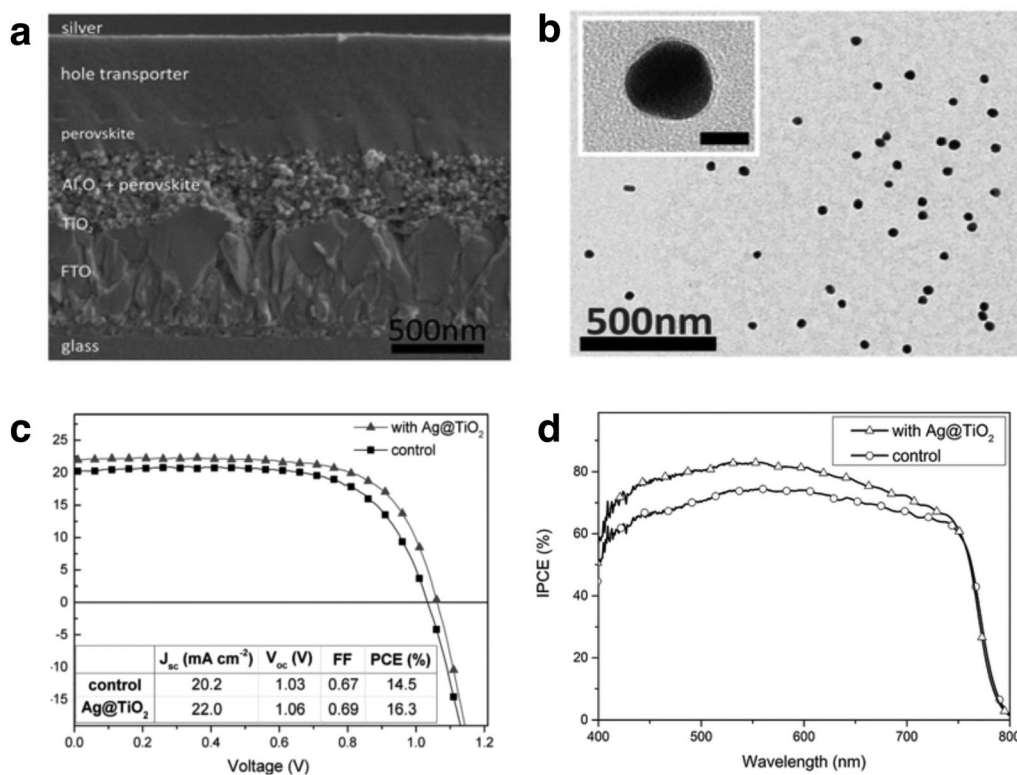 a
silver
hole transporter
perovskite
Al₂O₃ + perovskite
TiO₂
FTO
500nm
glass
b
500nm
c
with Ag@TiO₂
control
25
20
15
10
5
0
-5
-10
-15
Jsc (mA cm⁻²) Voc (V) FF PCE (%)
control 20.2 1.03 0.67 14.5
Ag@TiO₂ 22.0 1.06 0.69 16.3
0.0 0.2 0.4 0.6 0.8 1.0 1.2
Voltage (V)
d
with Ag@TiO₂
control
80
60
40
20
0
IPCE (%)
400 500 600 700 800
Wavelength (nm)